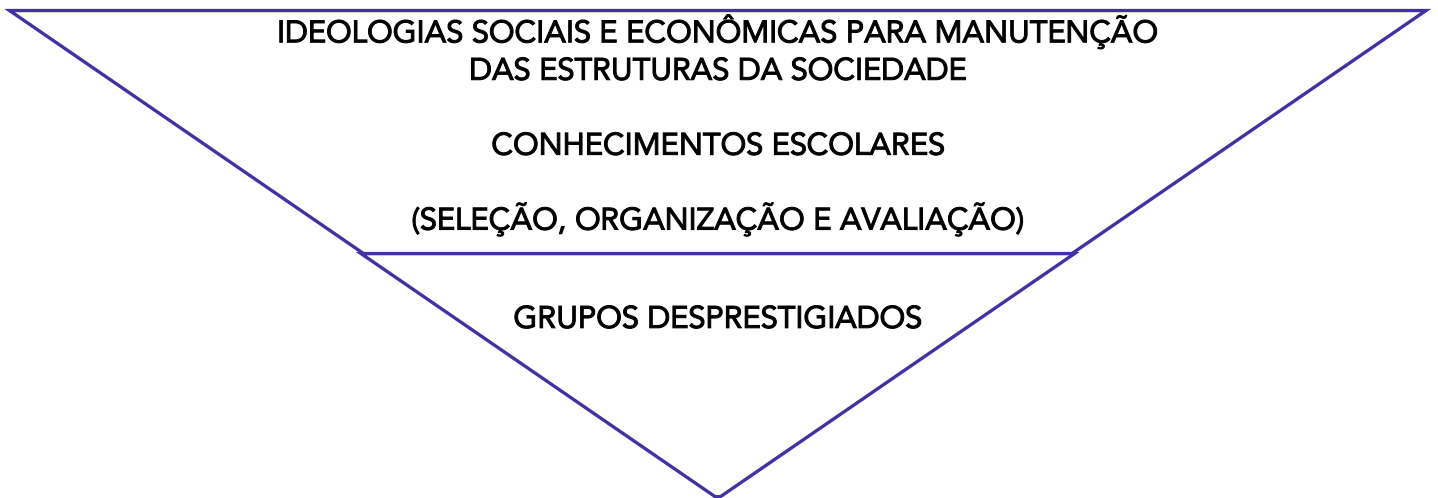 IDEOLOGIAS SOCIAIS E ECONÔMICAS PARA MANUTENÇÃO
DAS ESTRUTURAS DA SOCIEDADE
CONHECIMENTOS ESCOLARES
(SELEÇÃO, ORGANIZAÇÃO E AVALIAÇÃO)
GRUPOS DESPRESTIGIADOS